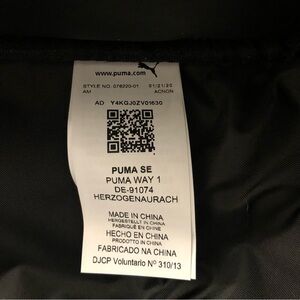 www.puma.com
STYLE NO. 078220-01 01/21/20
AM ACNON
AD Y4KGJ0ZV01630
PUMA SE
PUMA WAY 1
DE-91074
HERZOGENAURACH
MADE IN CHINA
HERGESTELLT IN CHINA
FABRIQUÉ EN CHINE
HECHO EN CHINA
PRODOTTO IN CHINA
FABRICADO NA CHINA
DJCP Voluntario Nº 310/13